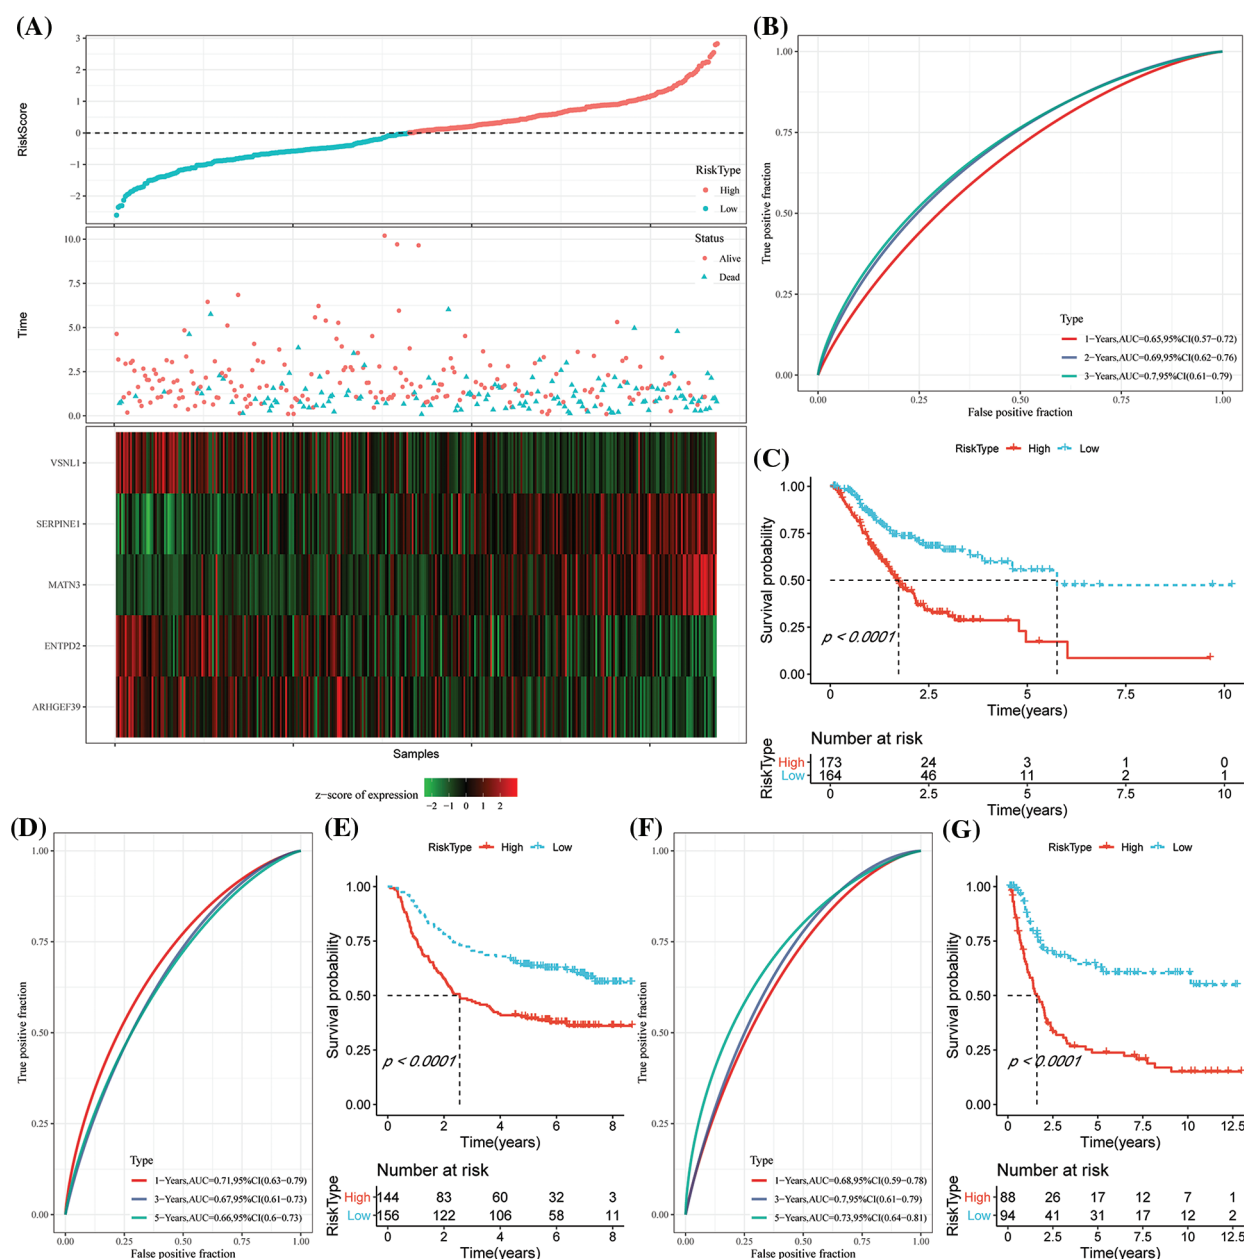 (A)
RiskScore
3
2
1
0
−1
−2
RiskType
High
Low
Time
10.0
7.5
5.0
2.5
0.0
Status
Alive
Dead
VSNL1
SERPINE1
MATN3
ENTPD2
ARHGEF39
Samples
z−score of expression
−2 −1 0 1 2
(B)
True positive fraction
1.00
0.75
0.50
0.25
0.00
Type
1−Years,AUC=0.65,95%CI(0.57−0.72)
2−Years,AUC=0.69,95%CI(0.62−0.76)
3−Years,AUC=0.7,95%CI(0.61−0.79)
0.00 0.25 0.50 0.75 1.00
False positive fraction
(C)
RiskType High Low
Survival probability
1.00
0.75
0.50
0.25
0.00
p < 0.0001
0 2.5 5 7.5 10
Time(years)
Number at risk
RiskType
High 173 24 3 1 0
Low 164 46 11 2 1
0 2.5 5 7.5 10
Time(years)
(D)
True positive fraction
1.00
0.75
0.50
0.25
0.00
Type
1−Years,AUC=0.71,95%CI(0.63−0.79)
3−Years,AUC=0.67,95%CI(0.61−0.73)
5−Years,AUC=0.66,95%CI(0.6−0.73)
0.00 0.25 0.50 0.75 1.00
False positive fraction
(E)
RiskType High Low
Survival probability
1.00
0.75
0.50
0.25
0.00
p < 0.0001
0 2 4 6 8
Time(years)
Number at risk
RiskType
High 144 83 60 32 3
Low 156 122 106 58 11
0 2 4 6 8
Time(years)
(F)
True positive fraction
1.00
0.75
0.50
0.25
0.00
Type
1−Years,AUC=0.68,95%CI(0.59−0.78)
3−Years,AUC=0.7,95%CI(0.61−0.79)
5−Years,AUC=0.73,95%CI(0.64−0.81)
0.00 0.25 0.50 0.75 1.00
False positive fraction
(G)
RiskType High Low
Survival probability
1.00
0.75
0.50
0.25
0.00
p < 0.0001
0 2.5 5 7.5 10 12.5
Time(years)
Number at risk
RiskType
High 88 26 17 12 7 1
Low 94 41 31 17 12 2
0 2.5 5 7.5 10 12.5
Time(years)